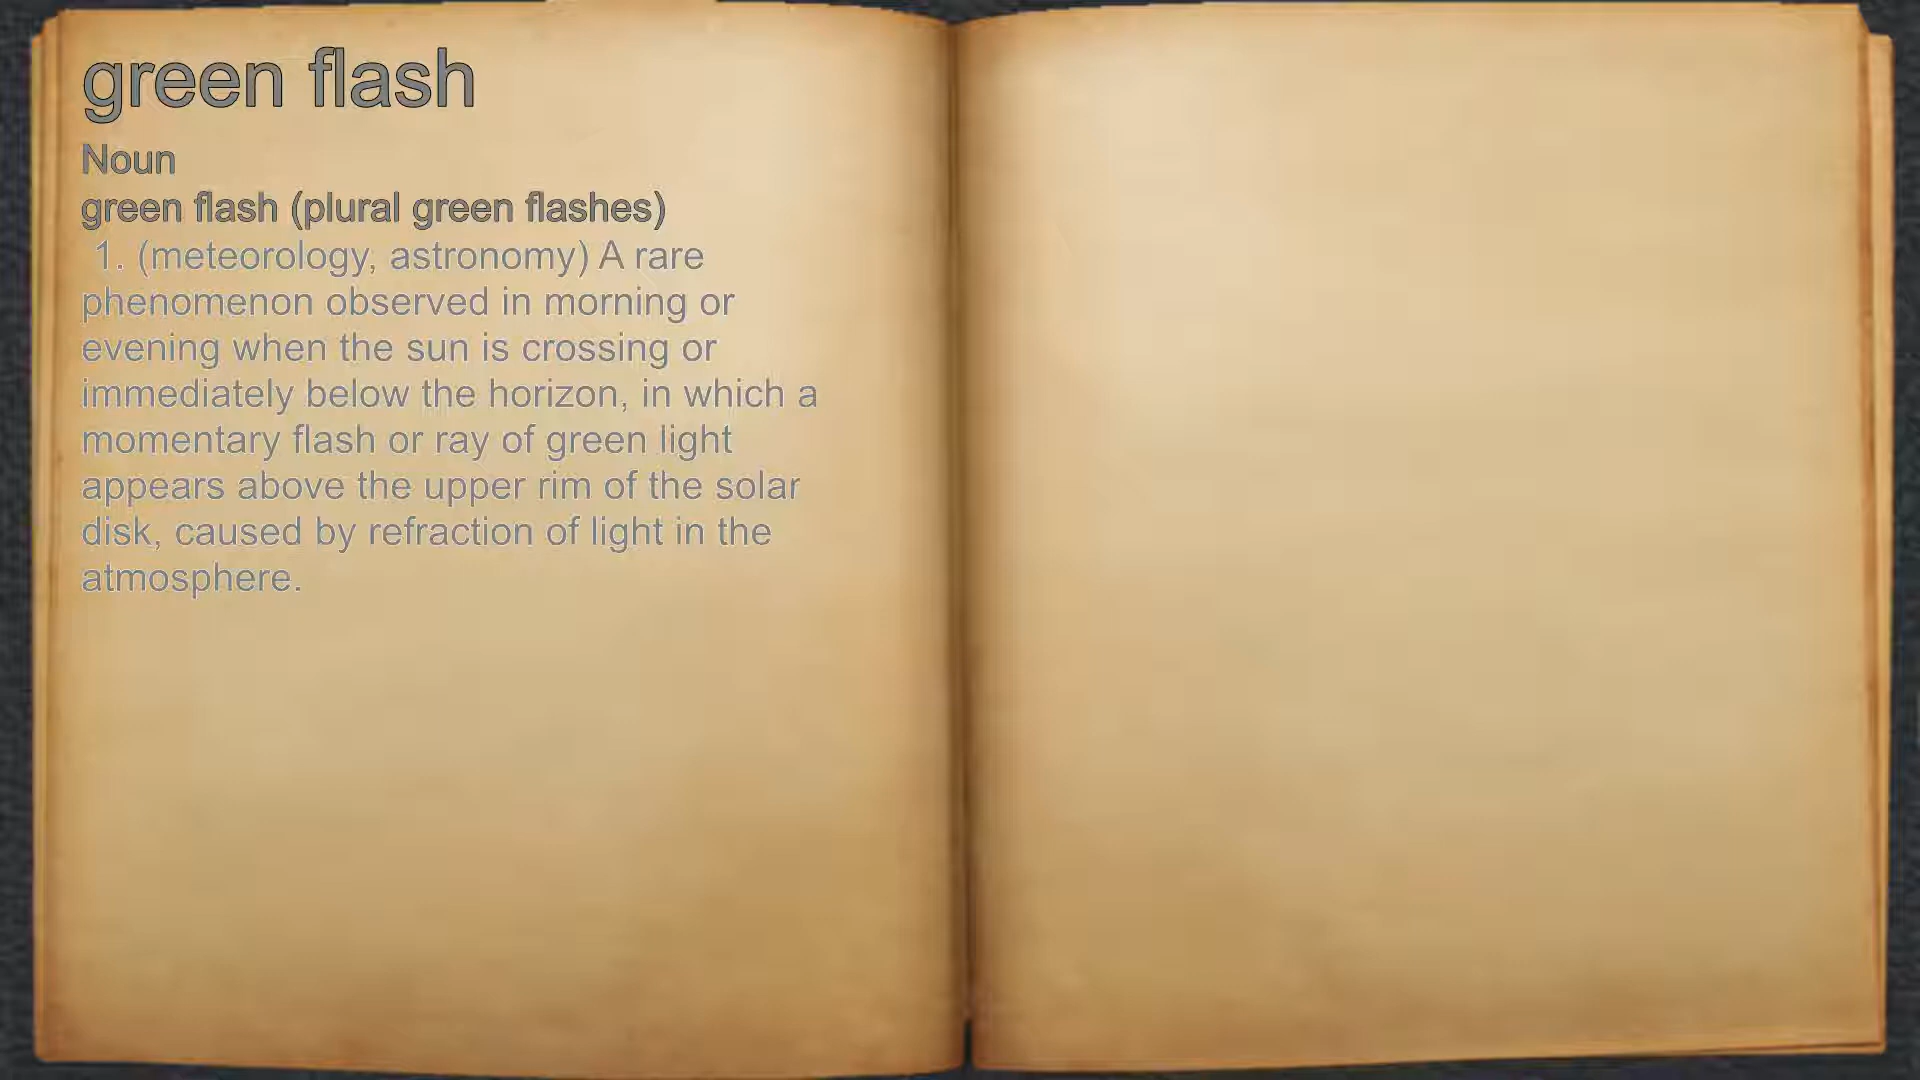 green flash
Noun
green flash (plural green flashes)
1. (meteorology, astronomy) A rare
phenomenon observed in morning or
evening when the sun is crossing or
immediately below the horizon, in which a
momentary flash or ray of green light
appears above the upper rim of the solar
disk, caused by refraction of light in the
atmosphere.